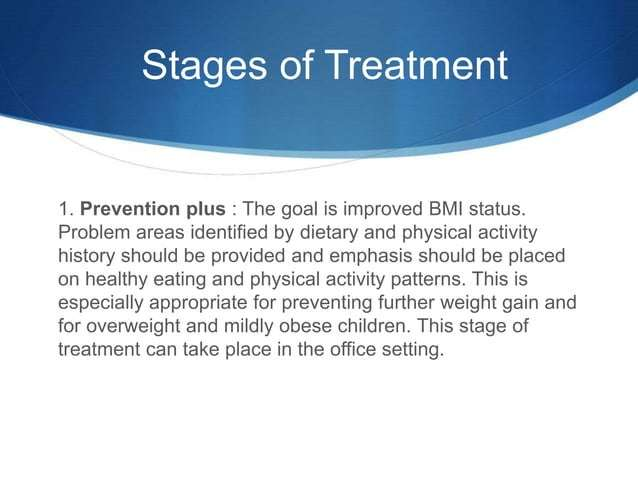 Stages of Treatment
1. Prevention plus : The goal is improved BMI status.
Problem areas identified by dietary and physical activity
history should be provided and emphasis should be placed
on healthy eating and physical activity patterns. This is
especially appropriate for preventing further weight gain and
for overweight and mildly obese children. This stage of
treatment can take place in the office setting.